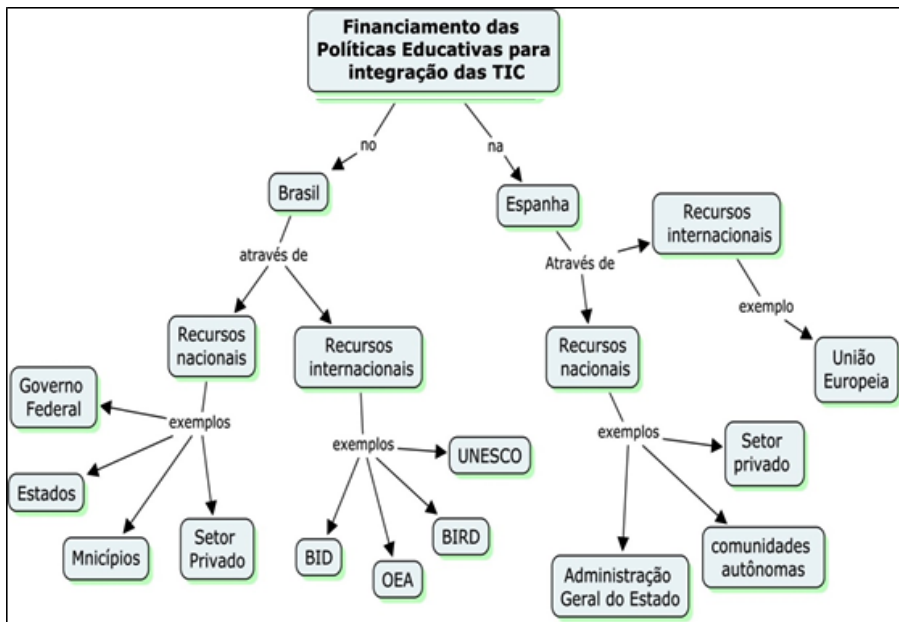 Financiamento das
Políticas Educativas para
integração das TIC
no
na
Brasil
Espanha
Recursos
internacionais
através de
Através de
exemplo
Recursos
nacionais
Recursos
internacionais
Recursos
nacionais
União
Europeia
Governo
Federal
exemplos
exemplos
exemplos
UNESCO
Setor
privado
Estados
Mnicípios
Setor
Privado
BID
OEA
BIRD
Administração
Geral do Estado
comunidades
autônomas